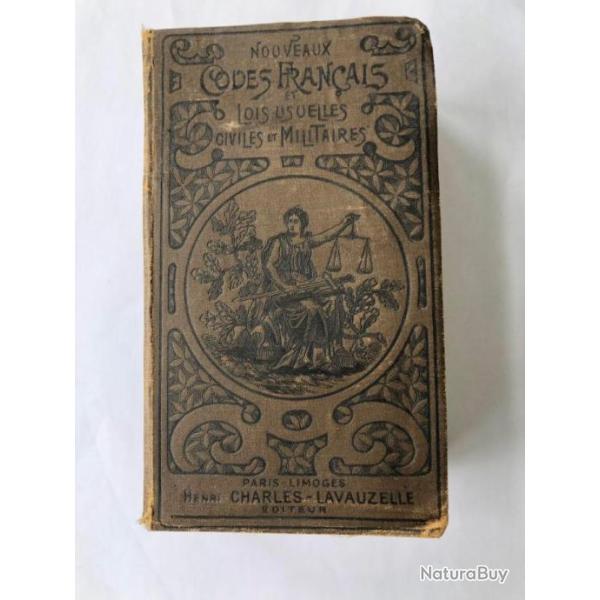 NOUVEAUX
CODES FRANÇAIS
ET
LOIS USUELLES
CIVILES ET MILITAIRES
PARIS-LIMOGES
HENRI CHARLES-LAVAUZELLE
EDITEUR
NaturaBuy